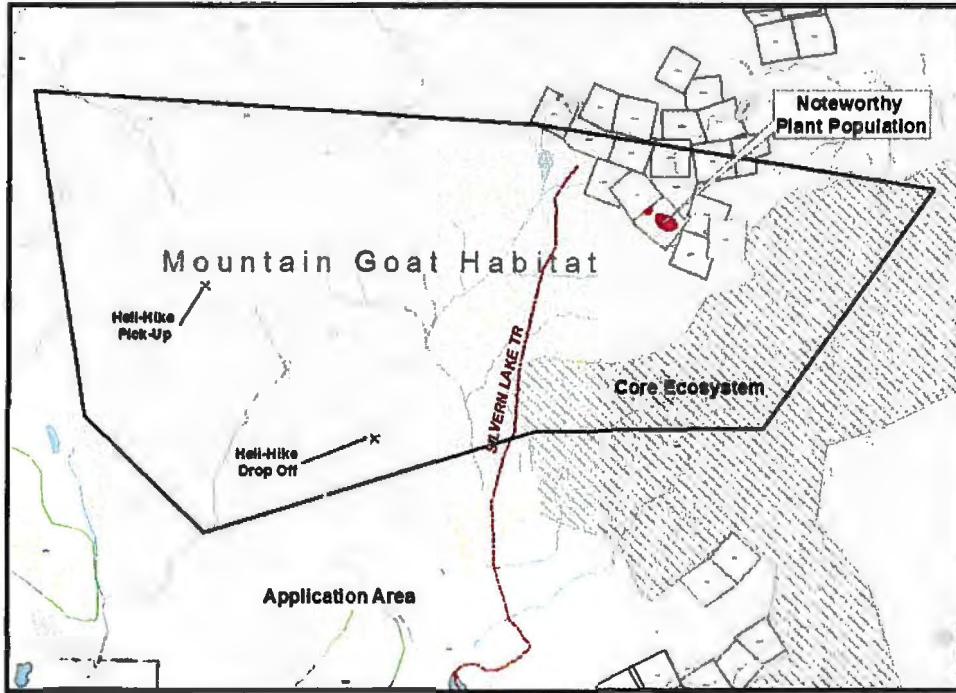 Noteworthy
Plant Population
Mountain Goat Habitat
Heli-Hike
Pick-Up
SILVERN LAKE TR
Core Ecosystem
Heli-Hike
Drop Off
Application Area